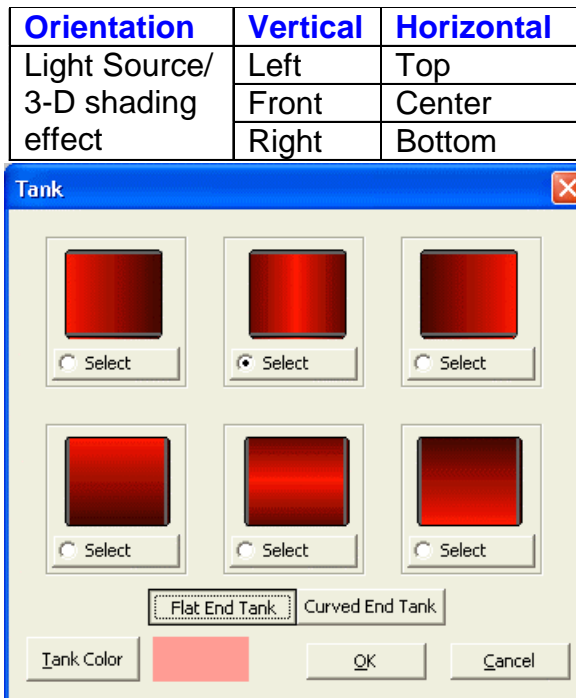 Orientation Vertical Horizontal
Light Source/ Left Top
3-D shading Front Center
effect Right Bottom
Tank
Select Select Select
Select Select Select
Flat End Tank Curved End Tank
Tank Color OK Cancel